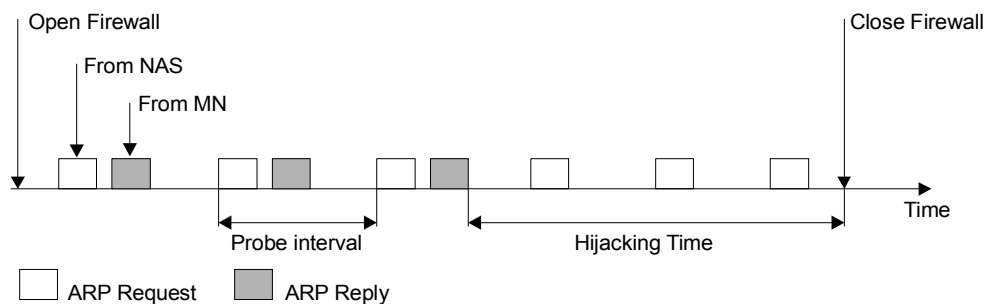 Open Firewall
Close Firewall
From NAS
From MN
Time
Probe interval
Hijacking Time
ARP Request
ARP Reply